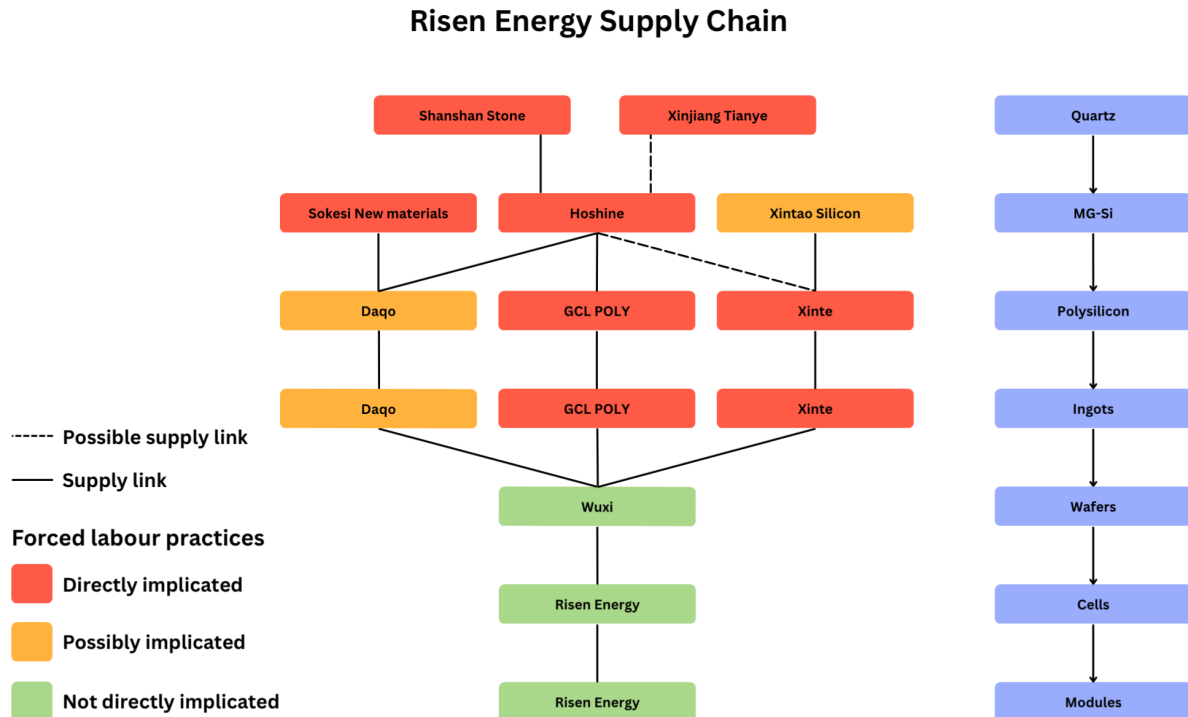 Risen Energy Supply Chain
Shanshan Stone
Xinjiang Tianye
Quartz
Sokesi New materials
Hoshine
Xintao Silicon
MG-Si
Daqo
GCL POLY
Xinte
Polysilicon
Daqo
GCL POLY
Xinte
Ingots
Possible supply link
Supply link
Wuxi
Wafers
Forced labour practices
Directly implicated
Risen Energy
Cells
Possibly implicated
Not directly implicated
Risen Energy
Modules